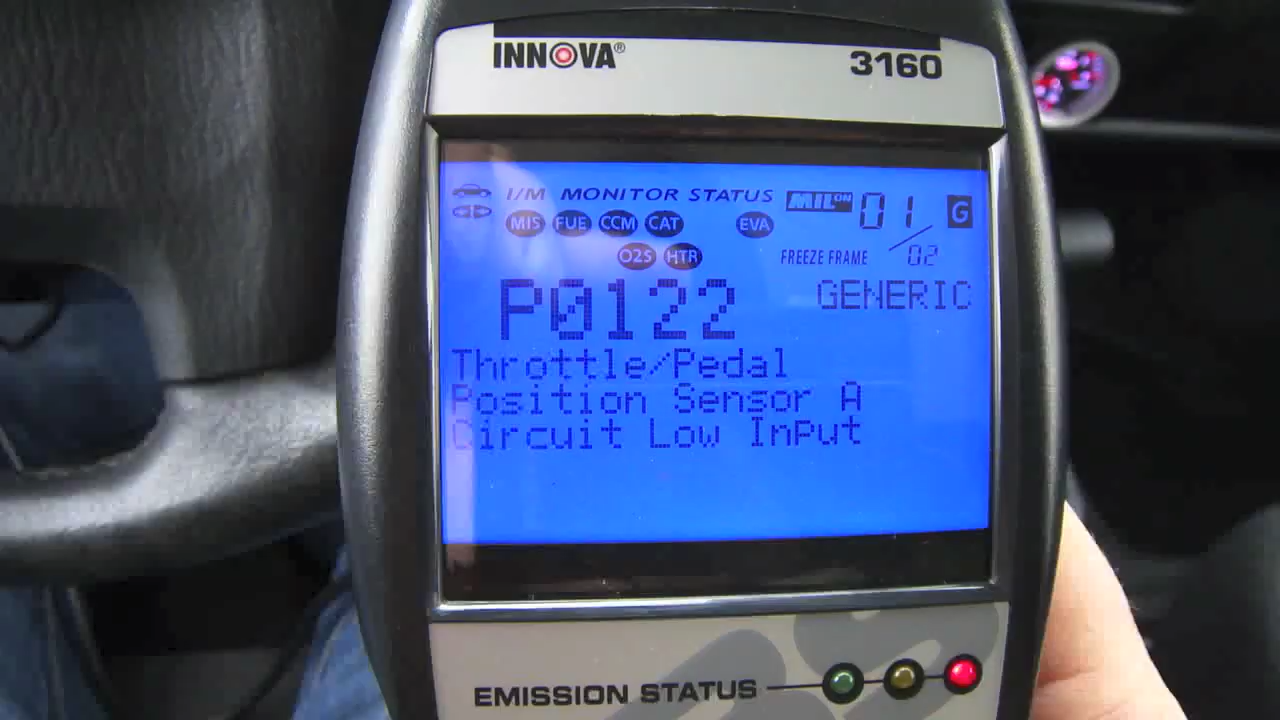 INNOVA® 3160
I/M MONITOR STATUS MIL ON 01 G
MIS FUE CCM CAT EVA
O2S HTR FREEZE FRAME 02
P0122 GENERIC
Throttle/Pedal
Position Sensor A
Circuit Low Input
EMISSION STATUS